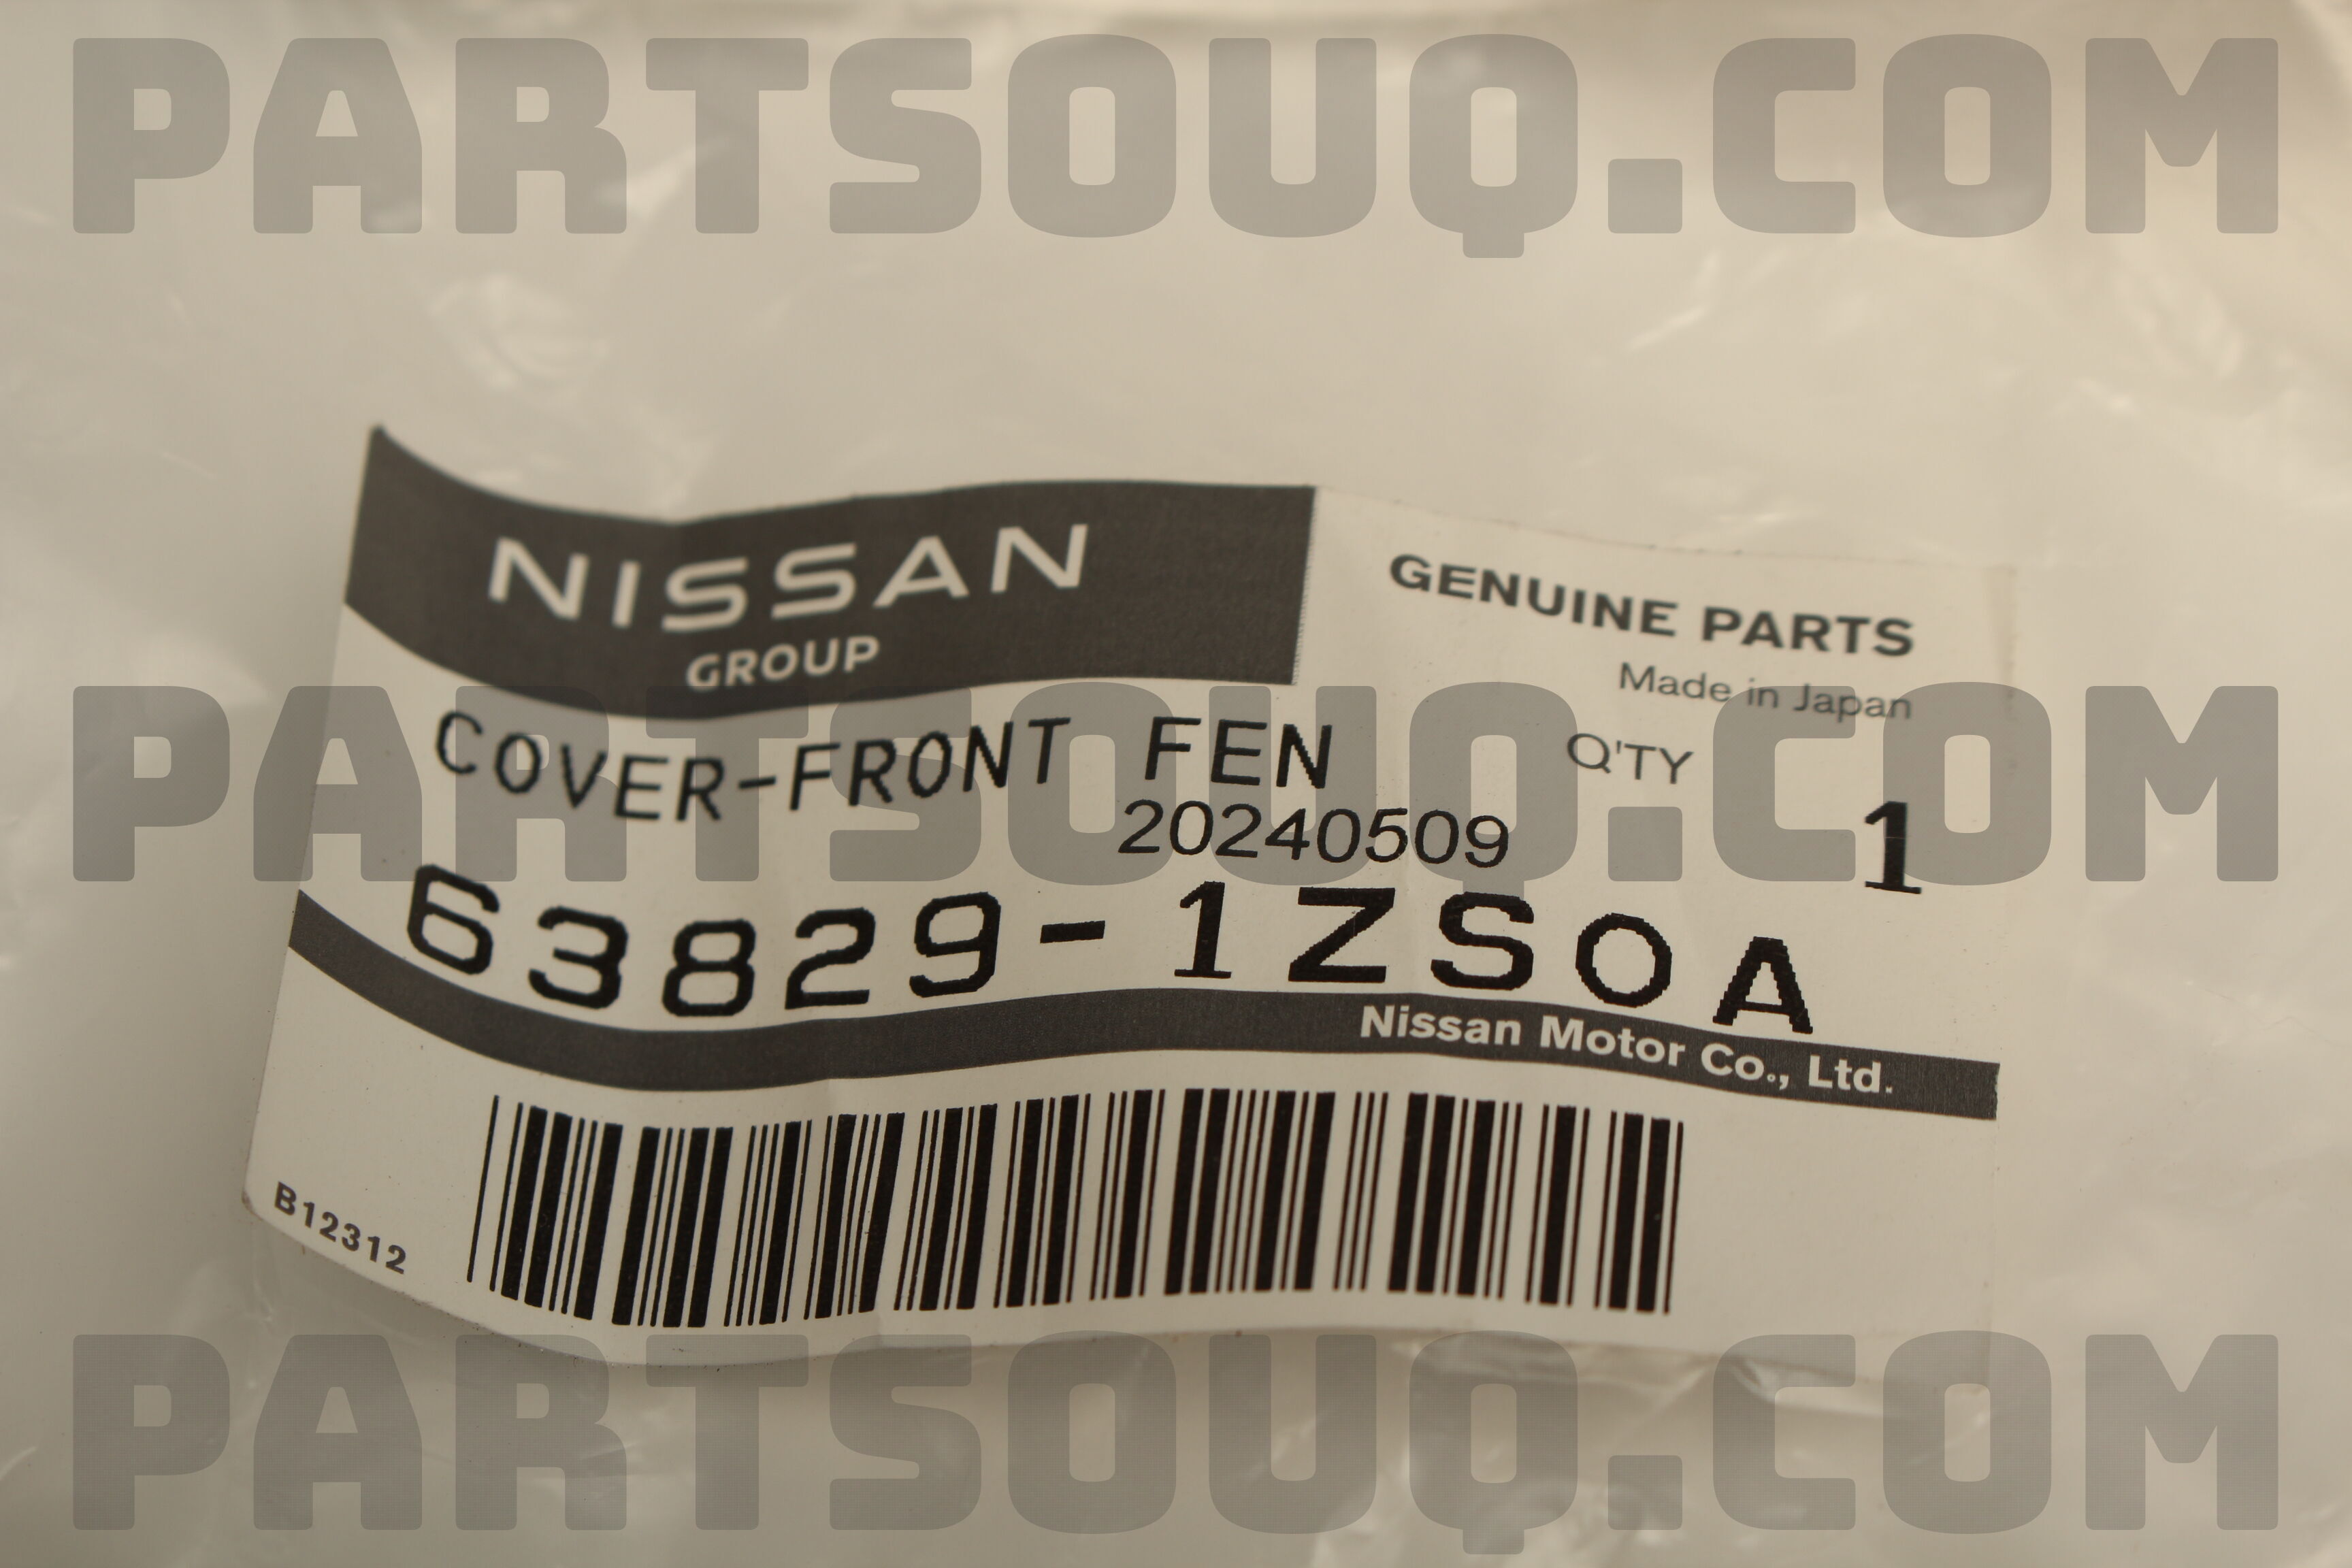 PARTSOUQ.COM
NISSAN
GROUP
GENUINE PARTS
Made in Japan
PARTSOUQ.COM
COVER-FRONT FEN
Q'TY
20240509
1
63829-1ZS0A
Nissan Motor Co., Ltd.
B12312
PARTSOUQ.COM